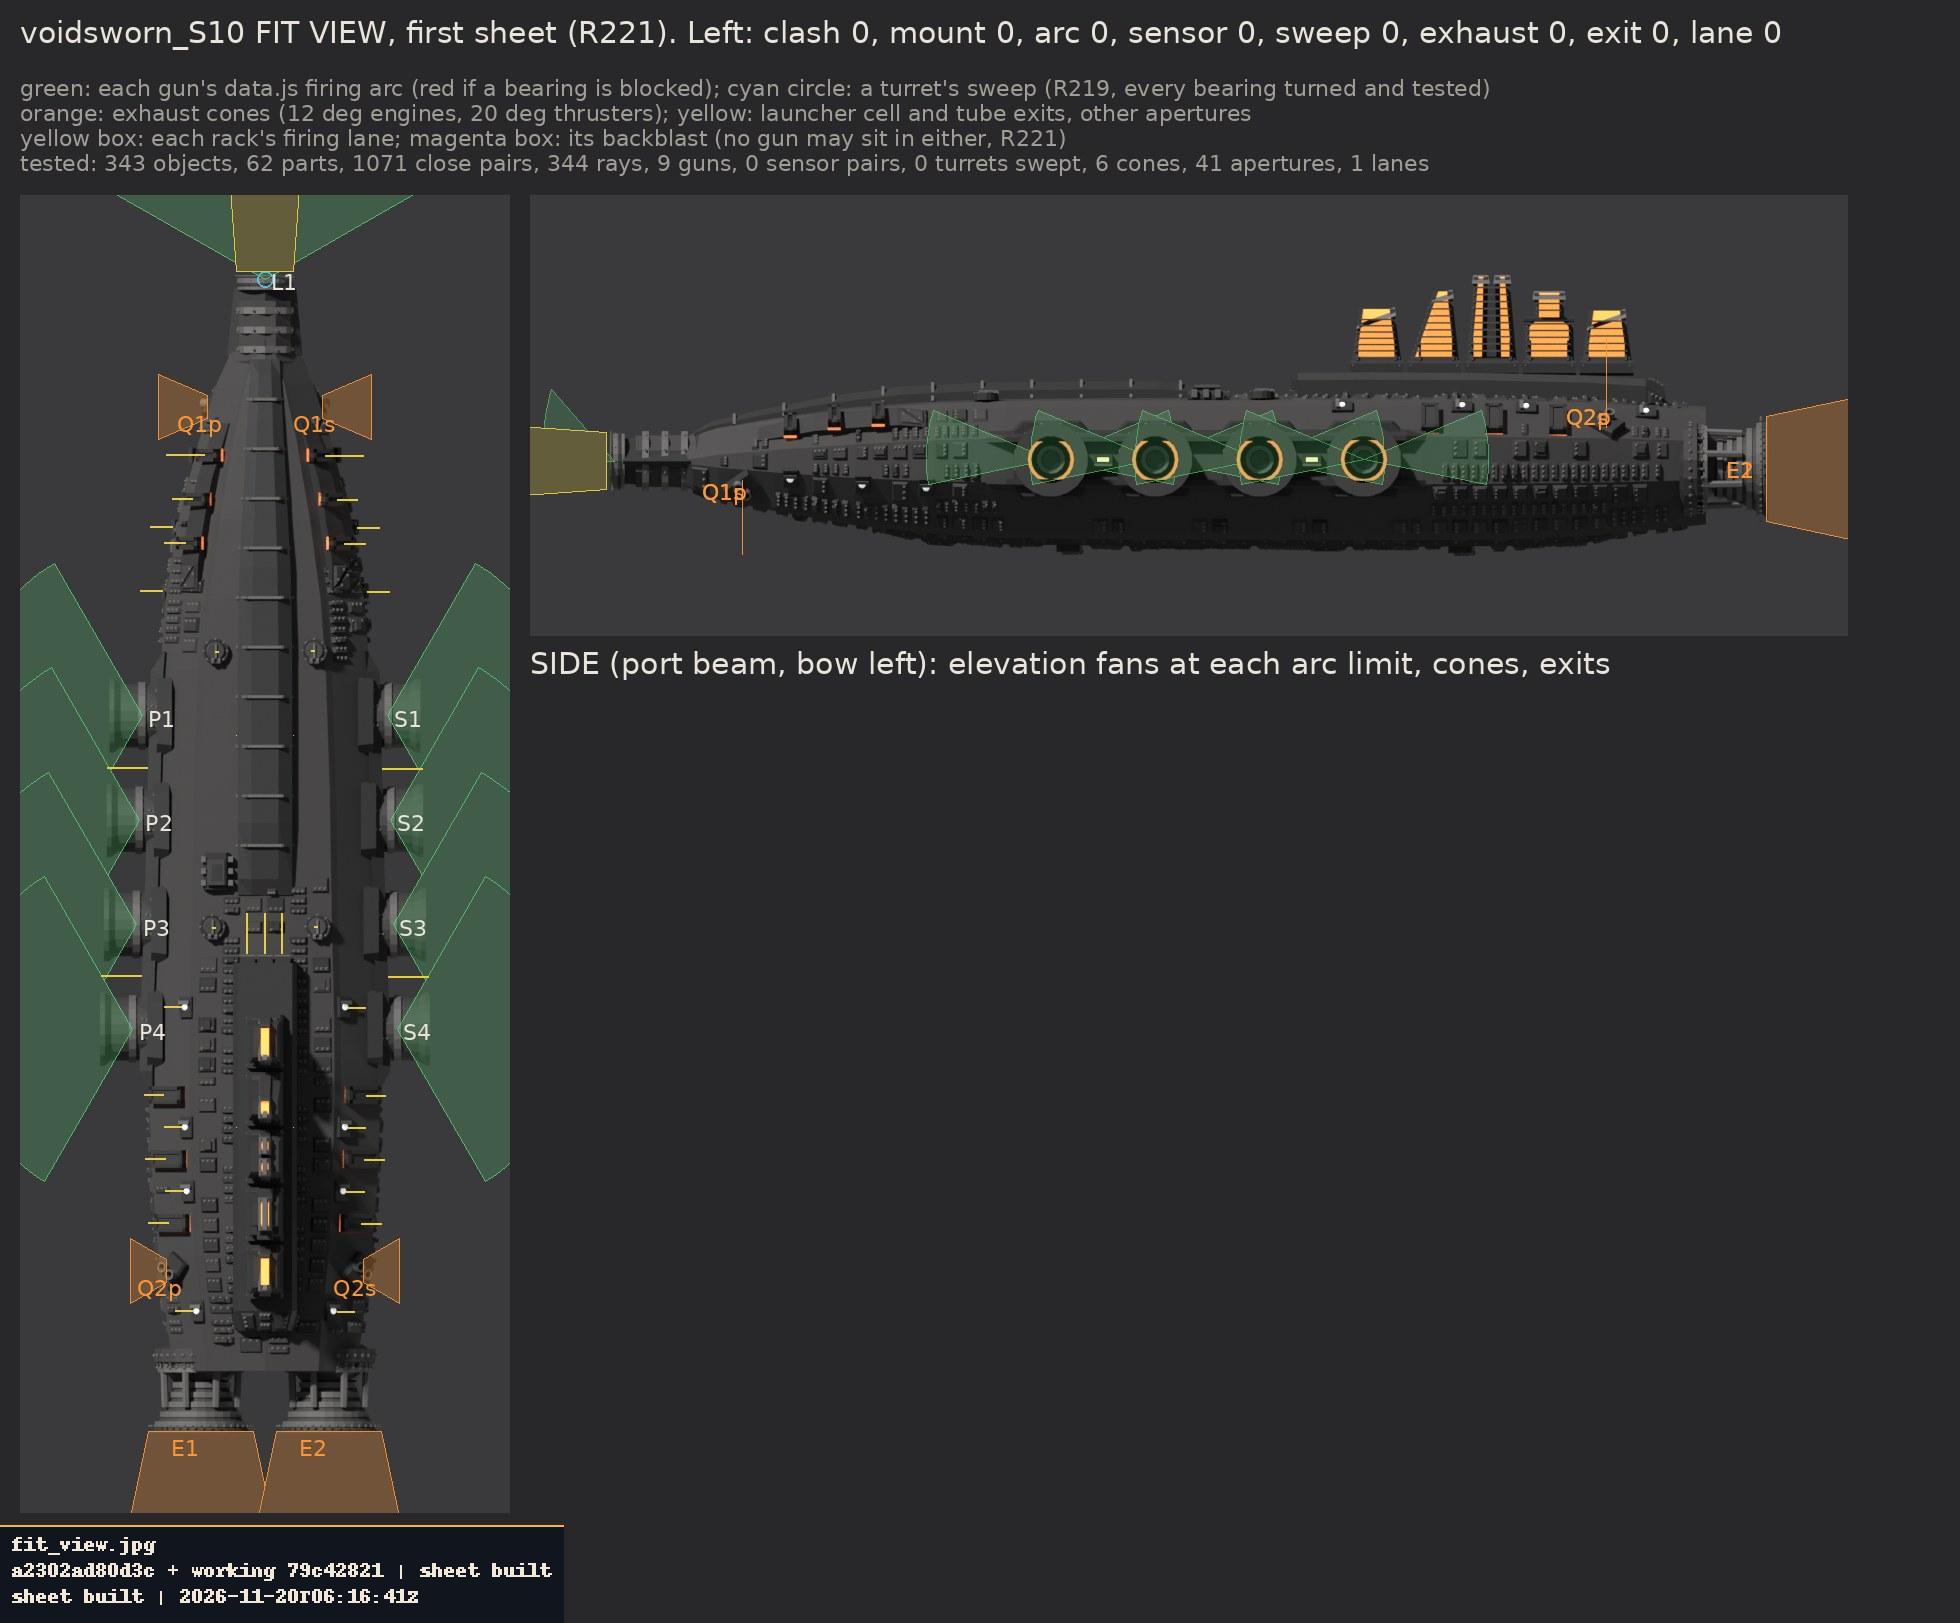 voidsworn_S10 FIT VIEW, first sheet (R221). Left: clash 0, mount 0, arc 0, sensor 0, sweep 0, exhaust 0, exit 0, lane 0
green: each gun's data.js firing arc (red if a bearing is blocked); cyan circle: a turret's sweep (R219, every bearing turned and tested)
orange: exhaust cones (12 deg engines, 20 deg thrusters); yellow: launcher cell and tube exits, other apertures
yellow box: each rack's firing lane; magenta box: its backblast (no gun may sit in either, R221)
tested: 343 objects, 62 parts, 1071 close pairs, 344 rays, 9 guns, 0 sensor pairs, 0 turrets swept, 6 cones, 41 apertures, 1 lanes
L1
Q1p
Q1s
P1
S1
P2
S2
P3
S3
P4
S4
Q2p
Q2s
E1
E2
Q1p
Q2p
E2
SIDE (port beam, bow left): elevation fans at each arc limit, cones, exits
fit_view.jpg
a2302ad80d3c + working 79c42821 | sheet built
sheet built | 2026-11-20T06:16:41Z